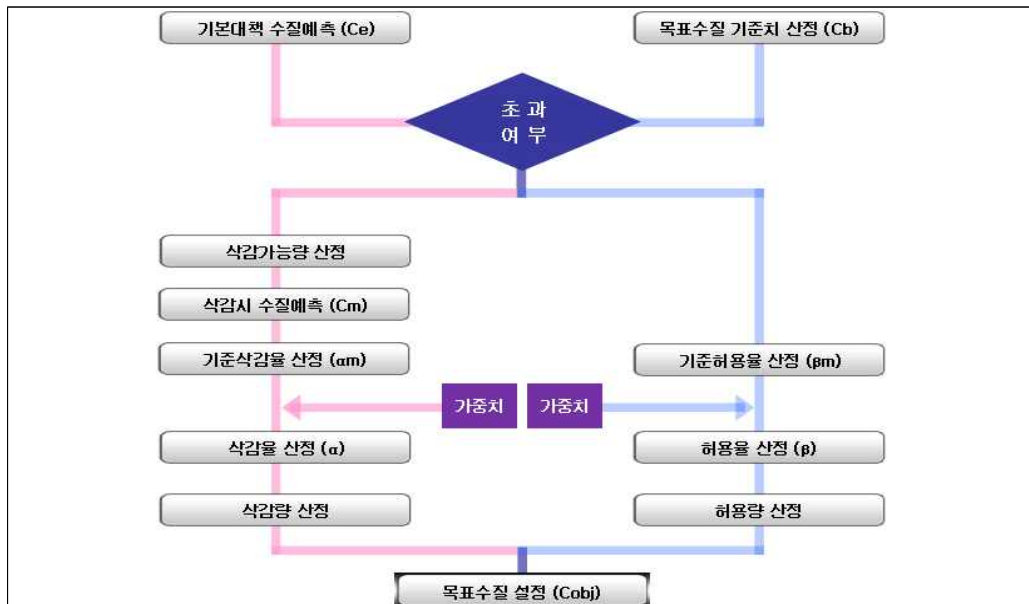 기본대책 수질예측 (Ce)
목표수질 기준치 산정 (Cb)
초 과
여 부
삭감가능량 산정
삭감시 수질예측 (Cm)
기준삭감율 산정 (αm)
기준허용율 산정 (βm)
가중치
가중치
삭감율 산정 (α)
허용율 산정 (β)
삭감량 산정
허용량 산정
목표수질 설정 (Cobj)